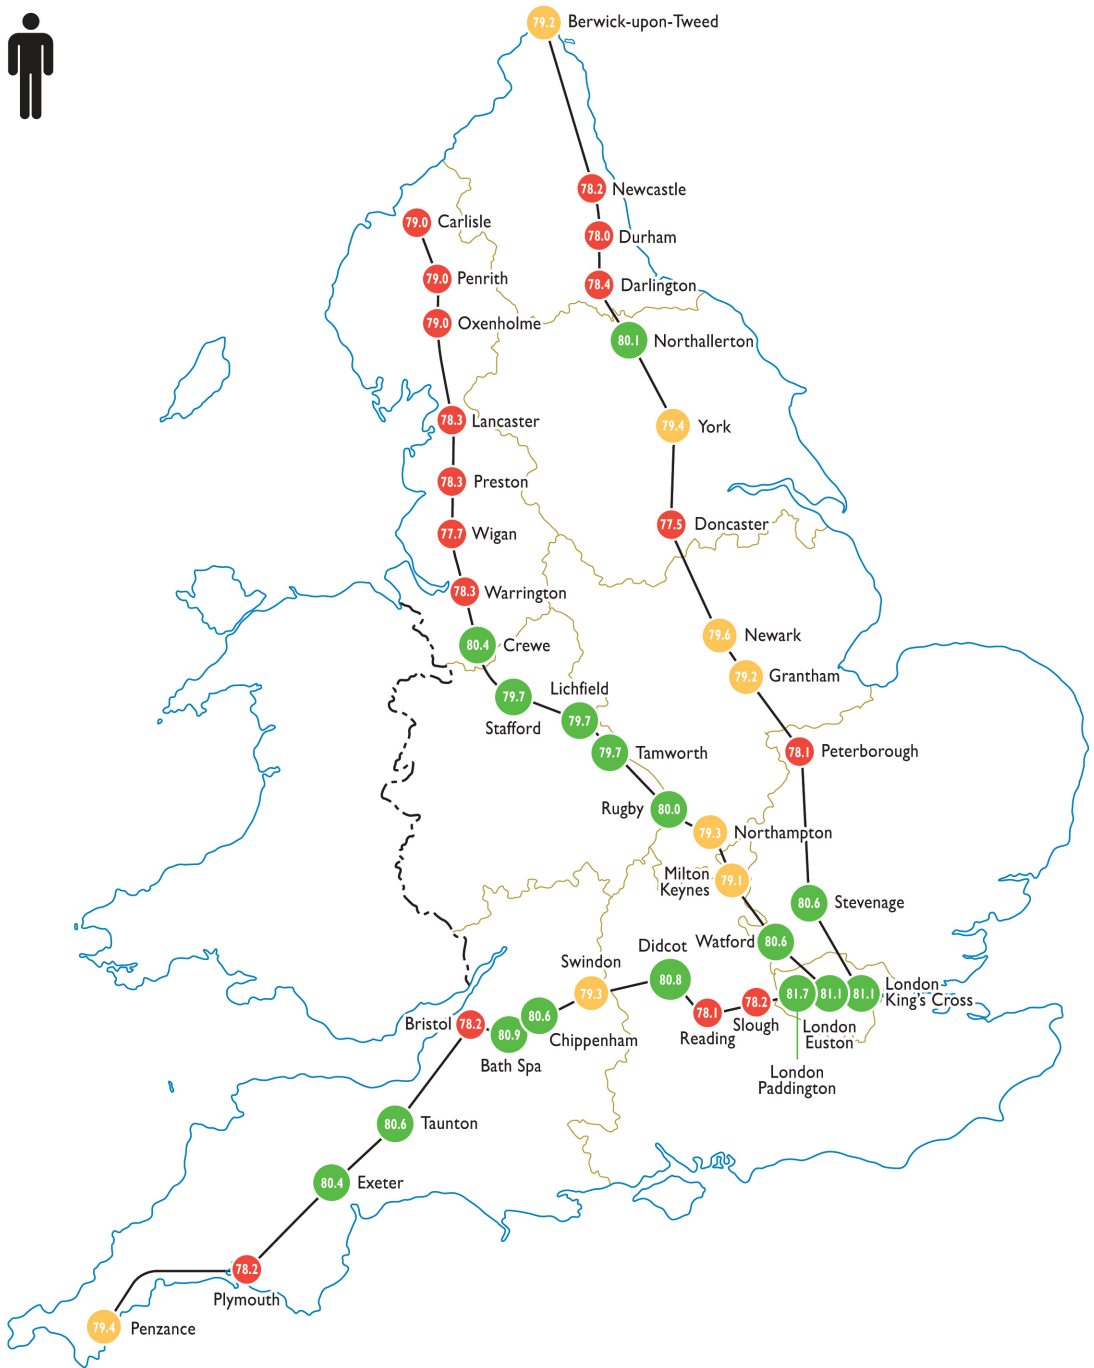 79.2 Berwick-upon-Tweed
78.2 Newcastle
79.0 Carlisle
78.0 Durham
79.0 Penrith
78.4 Darlington
79.0 Oxenholme
80.1 Northallerton
78.3 Lancaster
79.4 York
78.3 Preston
77.5 Doncaster
77.7 Wigan
78.3 Warrington
79.6 Newark
80.4 Crewe
79.2 Grantham
79.7
Stafford
Lichfield
79.7
79.7 Tamworth
78.1 Peterborough
Rugby 80.0
79.3 Northampton
Milton
Keynes
79.1
80.6 Stevenage
Watford 80.6
Didcot
80.8
Swindon
79.3
81.7
81.1
81.1
London
King's Cross
London
Euston
London
Paddington
78.2
Slough
78.1
Reading
80.6
Chippenham
Bristol 78.2
80.9
Bath Spa
80.6 Taunton
80.4 Exeter
78.2
Plymouth
79.4 Penzance